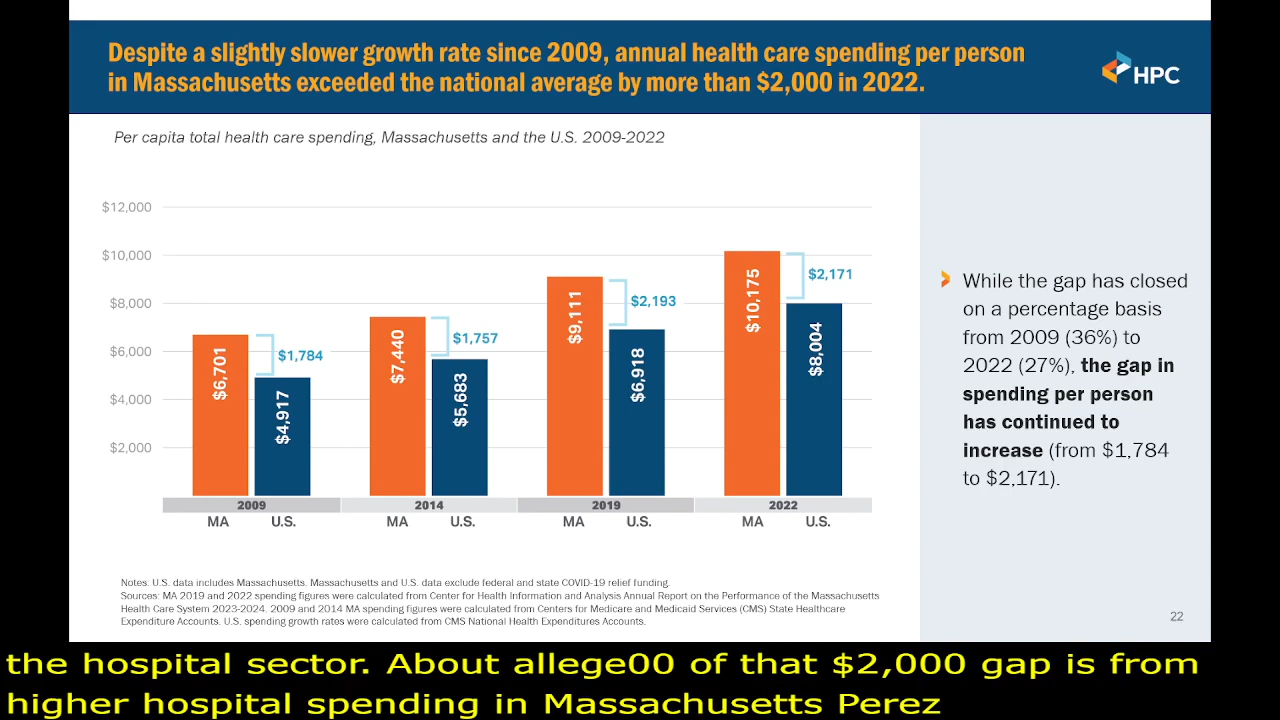 Despite a slightly slower growth rate since 2009, annual health care spending per person
in Massachusetts exceeded the national average by more than $2,000 in 2022.
HPC
Per capita total health care spending, Massachusetts and the U.S. 2009-2022
$12,000
$10,000
$8,000
$6,000
$4,000
$2,000
$6,701
$4,917
$1,784
$7,440
$5,683
$1,757
$9,111
$6,918
$2,193
$10,175
$8,004
$2,171
2009
2014
2019
2022
MA
U.S.
MA
U.S.
MA
U.S.
MA
U.S.
While the gap has closed
on a percentage basis
from 2009 (36%) to
2022 (27%), the gap in
spending per person
has continued to
increase (from $1,784
to $2,171).
Notes: U.S. data includes Massachusetts. Massachusetts and U.S. data exclude federal and state COVID-19 relief funding.
Sources: MA 2019 and 2022 spending figures were calculated from Center for Health Information and Analysis Annual Report on the Performance of the Massachusetts
Health Care System 2023-2024. 2009 and 2014 MA spending figures were calculated from Centers for Medicare and Medicaid Services (CMS) State Healthcare
Expenditure Accounts. U.S. spending growth rates were calculated from CMS National Health Expenditures Accounts.
22
the hospital sector. About allege00 of that $2,000 gap is from
higher hospital spending in Massachusetts Perez